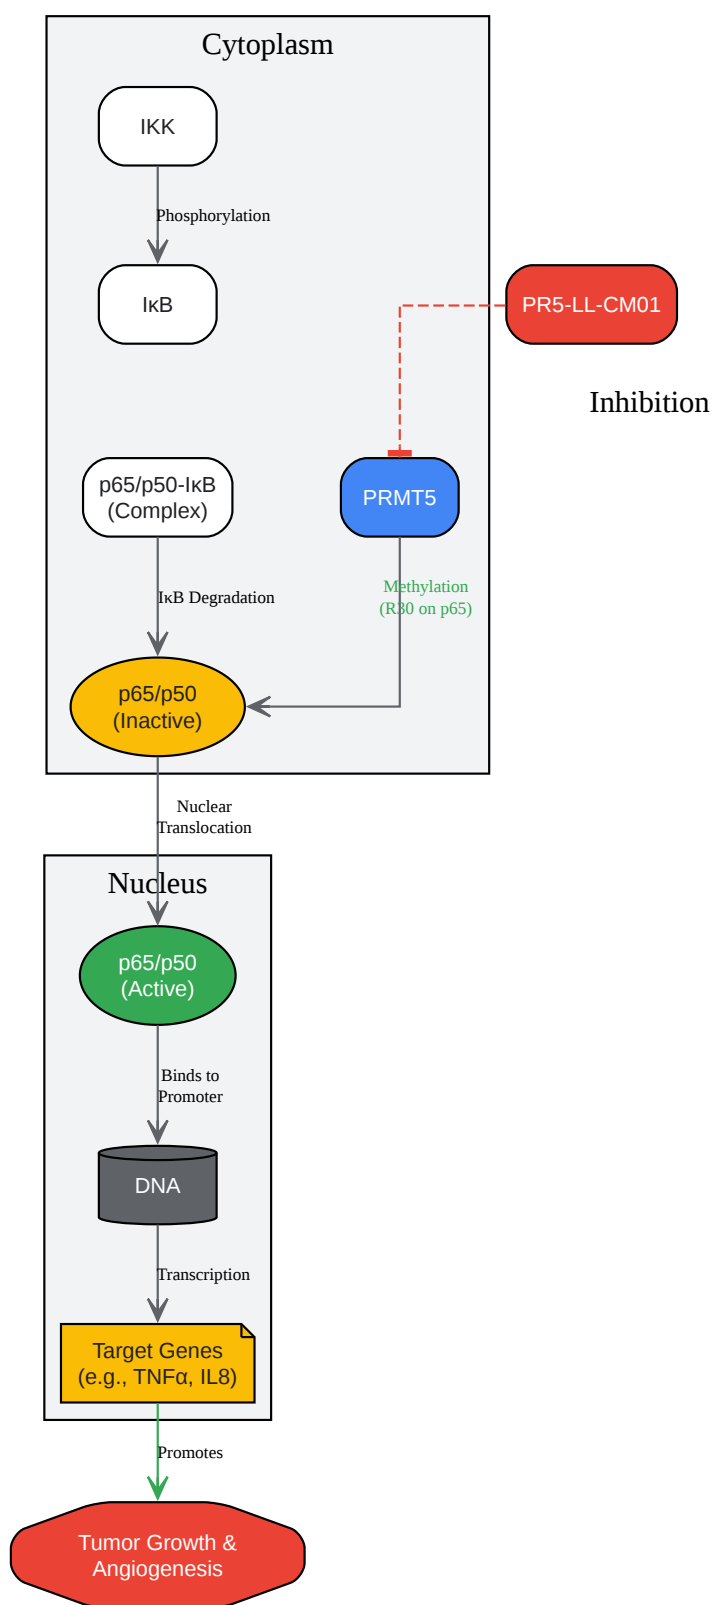 Cytoplasm
IKK
Phosphorylation
IκB
PR5-LL-CM01
Inhibition
p65/p50-IκB
(Complex)
PRMT5
Methylation
(R30 on p65)
IκB Degradation
p65/p50
(Inactive)
Nuclear
Translocation
Nucleus
p65/p50
(Active)
Binds to
Promoter
DNA
Transcription
Target Genes
(e.g., TNFα, IL8)
Promotes
Tumor Growth &
Angiogenesis